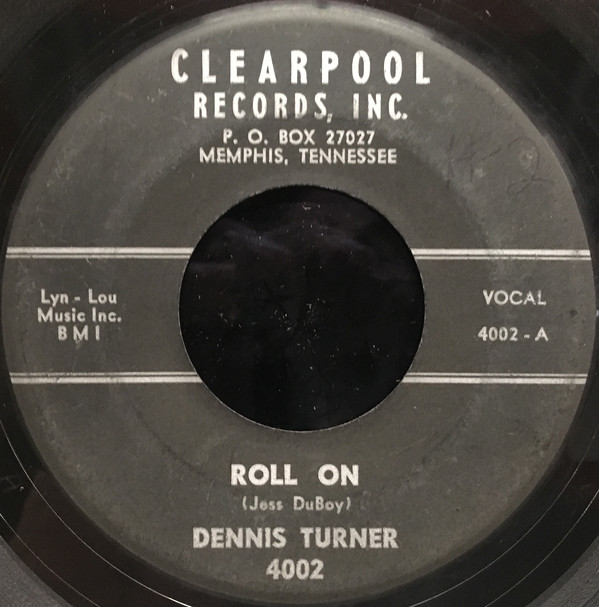 CLEARPOOL
RECORDS, INC.
P. O. BOX 27027
MEMPHIS, TENNESSEE
Lyn - Lou
Music Inc.
B M I
VOCAL
4002 - A
ROLL ON
(Jess DuBoy)
DENNIS TURNER
4002